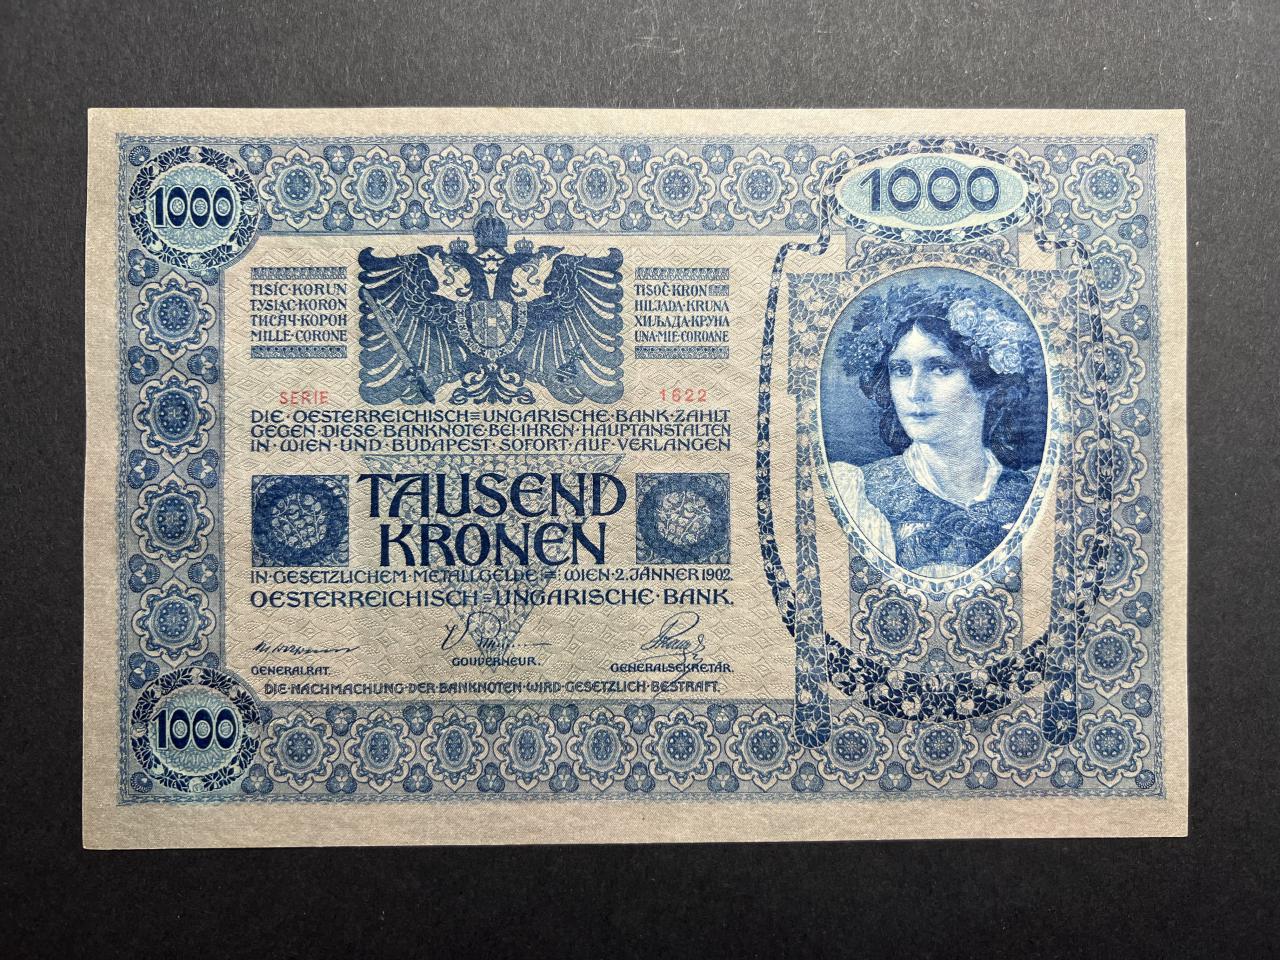 1000
1000
TISÍC·KORUN
TYSIĄC·KORON
ТИСЯЧ·КОРОН
MILLE·CORONE
TISOČ·KRON
HILJADA·KRUNA
ХИЉАДА·КРУНА
UNA·MIE·COROANE
SERIE 1622
DIE·OESTERREICHISCH=UNGARISCHE·BANK·ZAHLT
GEGEN·DIESE·BANKNOTE·BEI·IHREN·HAUPTANSTALTEN
IN·WIEN·UND·BUDAPEST·SOFORT·AUF·VERLANGEN
TAUSEND
KRONEN
IN·GESETZLICHEM·METALLGELDE·=·WIEN·2.JÄNNER 1902.
OESTERREICHISCH=UNGARISCHE·BANK.
GENERALRAT.
GOUVERNEUR.
GENERALSEKRETÄR.
DIE·NACHMACHUNG·DER·BANKNOTEN·WIRD·GESETZLICH·BESTRAFT.
1000